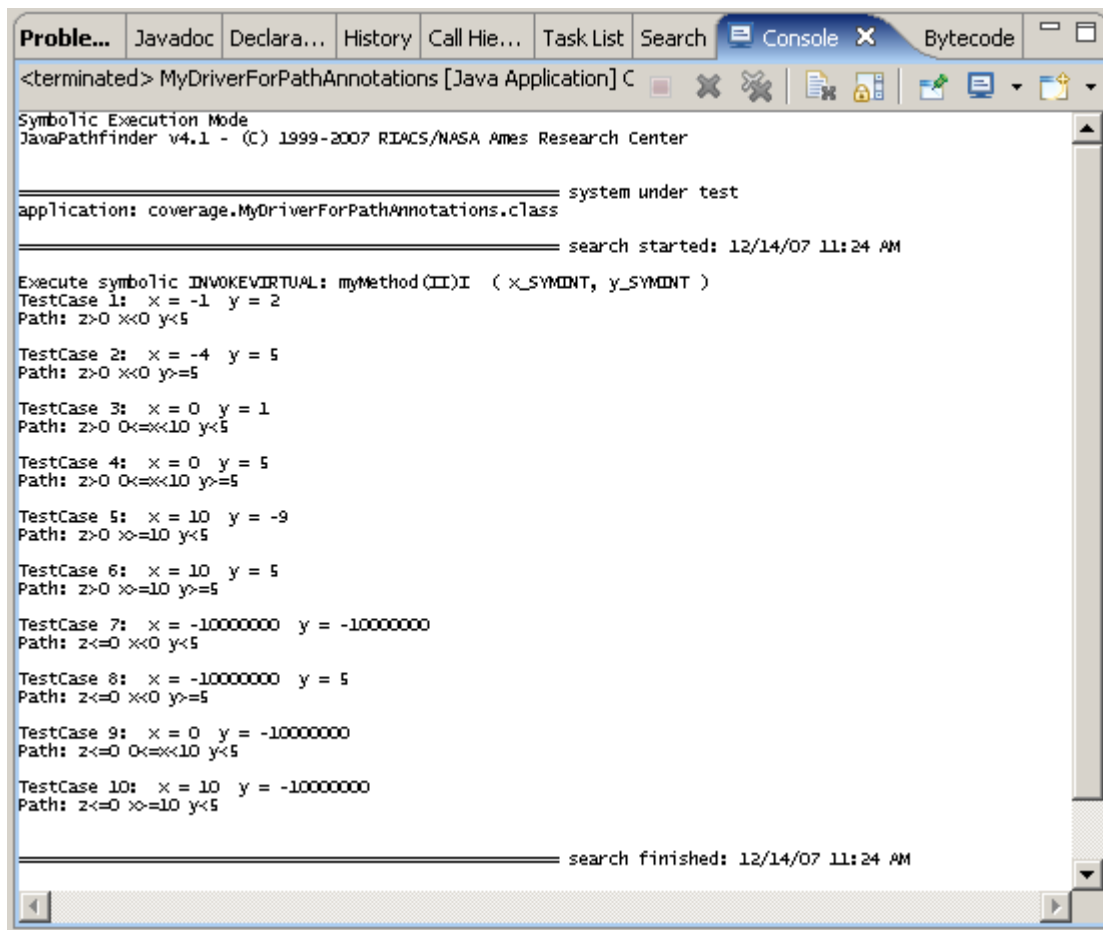 Proble... Javadoc Declara... History Call Hie... Task List Search Console Bytecode
<terminated> MyDriverForPathAnnotations [Java Application] C
Symbolic Execution Mode
JavaPathfinder v4.1 - (C) 1999-2007 RIACS/NASA Ames Research Center
====================================================== system under test
application: coverage.MyDriverForPathAnnotations.class
====================================================== search started: 12/14/07 11:24 AM
Execute symbolic INVOKEVIRTUAL: myMethod(II)I  ( x_SYMINT, y_SYMINT )
TestCase 1:  x = -1  y = 2
Path: z>0 x<0 y<5
TestCase 2:  x = -4  y = 5
Path: z>0 x<0 y>=5
TestCase 3:  x = 0  y = 1
Path: z>0 0<=x<10 y<5
TestCase 4:  x = 0  y = 5
Path: z>0 0<=x<10 y>=5
TestCase 5:  x = 10  y = -9
Path: z>0 x>=10 y<5
TestCase 6:  x = 10  y = 5
Path: z>0 x>=10 y>=5
TestCase 7:  x = -10000000  y = -10000000
Path: z<=0 x<0 y<5
TestCase 8:  x = -10000000  y = 5
Path: z<=0 x<0 y>=5
TestCase 9:  x = 0  y = -10000000
Path: z<=0 0<=x<10 y<5
TestCase 10:  x = 10  y = -10000000
Path: z<=0 x>=10 y<5
====================================================== search finished: 12/14/07 11:24 AM